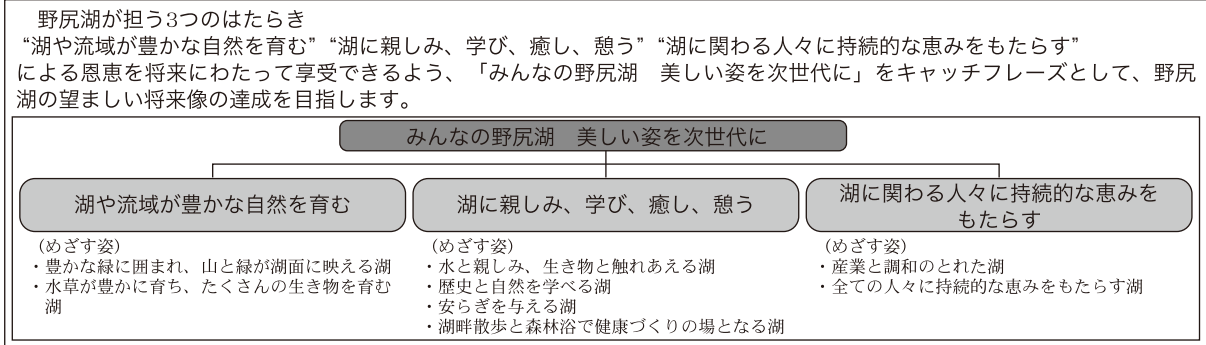 野尻湖が担う3つのはたらき
“湖や流域が豊かな自然を育む”“湖に親しみ、学び、癒し、憩う”“湖に関わる人々に持続的な恵みをもたらす”
による恩恵を将来にわたって享受できるよう、「みんなの野尻湖　美しい姿を次世代に」をキャッチフレーズとして、野尻
湖の望ましい将来像の達成を目指します。
みんなの野尻湖　美しい姿を次世代に
湖や流域が豊かな自然を育む
（めざす姿）
・豊かな緑に囲まれ、山と緑が湖面に映える湖
・水草が豊かに育ち、たくさんの生き物を育む
湖
湖に親しみ、学び、癒し、憩う
（めざす姿）
・水と親しみ、生き物と触れあえる湖
・歴史と自然を学べる湖
・安らぎを与える湖
・湖畔散歩と森林浴で健康づくりの場となる湖
湖に関わる人々に持続的な恵みを
もたらす
（めざす姿）
・産業と調和のとれた湖
・全ての人々に持続的な恵みをもたらす湖